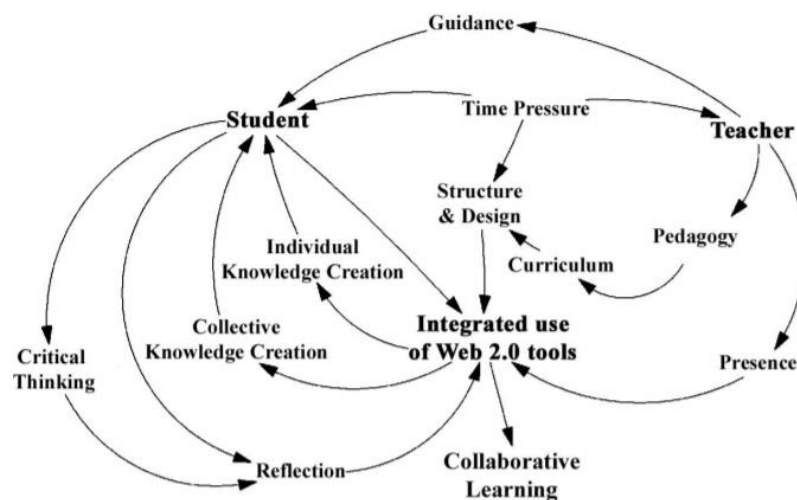 Guidance
Time Pressure
Student
Teacher
Structure
& Design
Pedagogy
Individual
Knowledge Creation
Curriculum
Integrated use
of Web 2.0 tools
Collective
Knowledge Creation
Critical
Thinking
Presence
Reflection
Collaborative
Learning